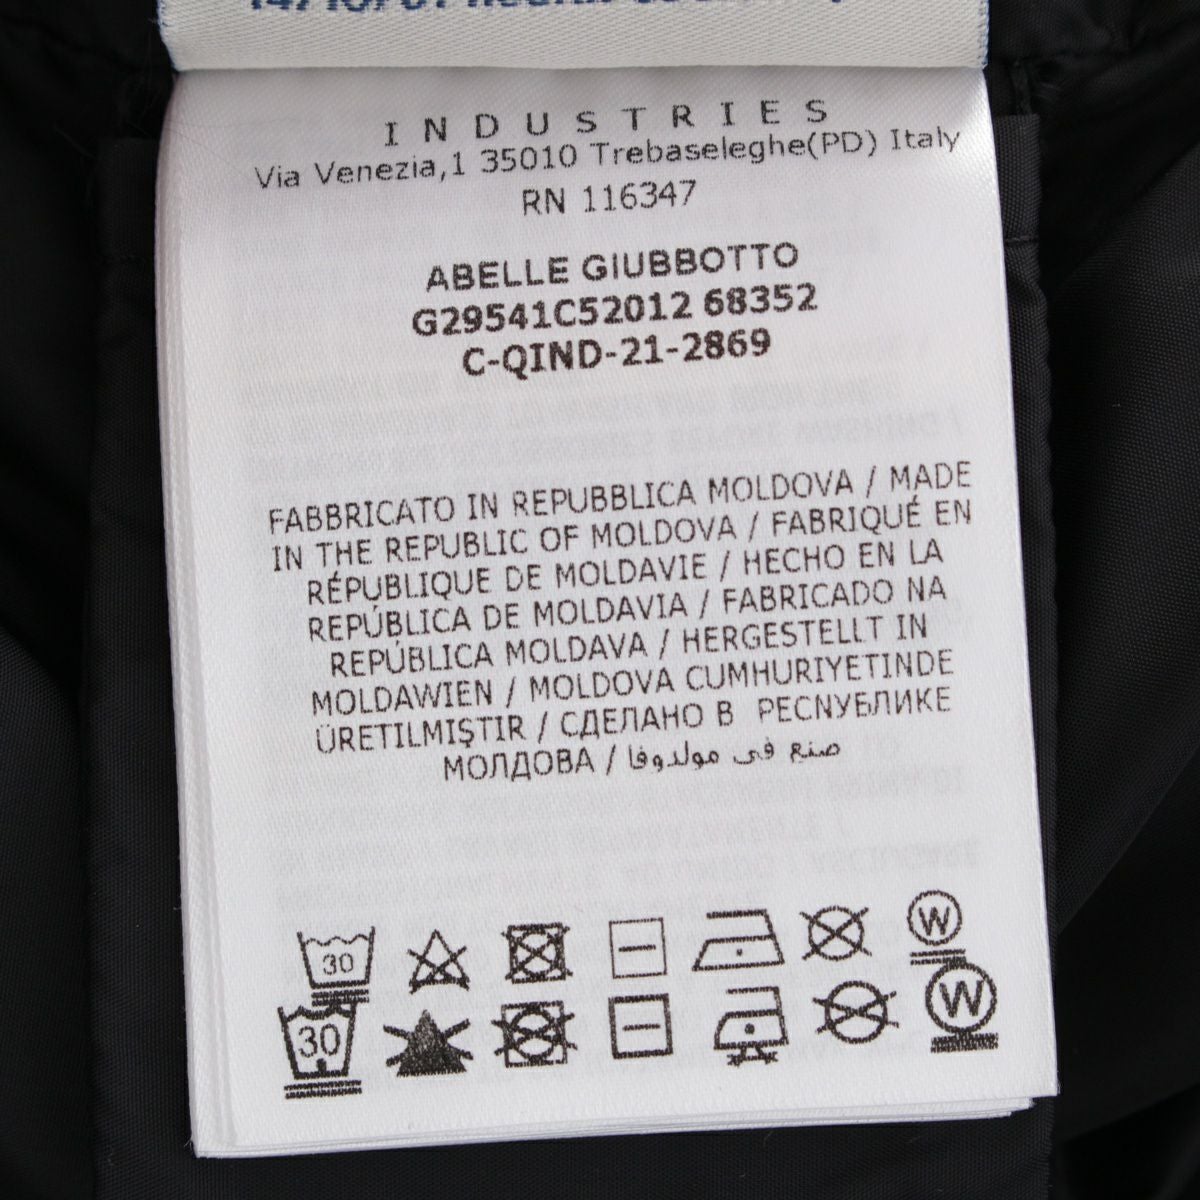 INDUSTRIES
Via Venezia,1 35010 Trebaseleghe(PD) Italy
RN 116347
ABELLE GIUBBOTTO
G29541C52012 68352
C-QIND-21-2869
FABBRICATO IN REPUBBLICA MOLDOVA / MADE
IN THE REPUBLIC OF MOLDOVA / FABRIQUÉ EN
RÉPUBLIQUE DE MOLDAVIE / HECHO EN LA
REPÚBLICA DE MOLDAVIA / FABRICADO NA
REPÚBLICA MOLDAVA / HERGESTELLT IN
MOLDAWIEN / MOLDOVA CUMHURIYETINDE
ÜRETILMIŞTIR / СДЕЛАНО В РЕСПУБЛИКЕ
МОЛДОВА / صنع في مولدوفا
30 W
30 W